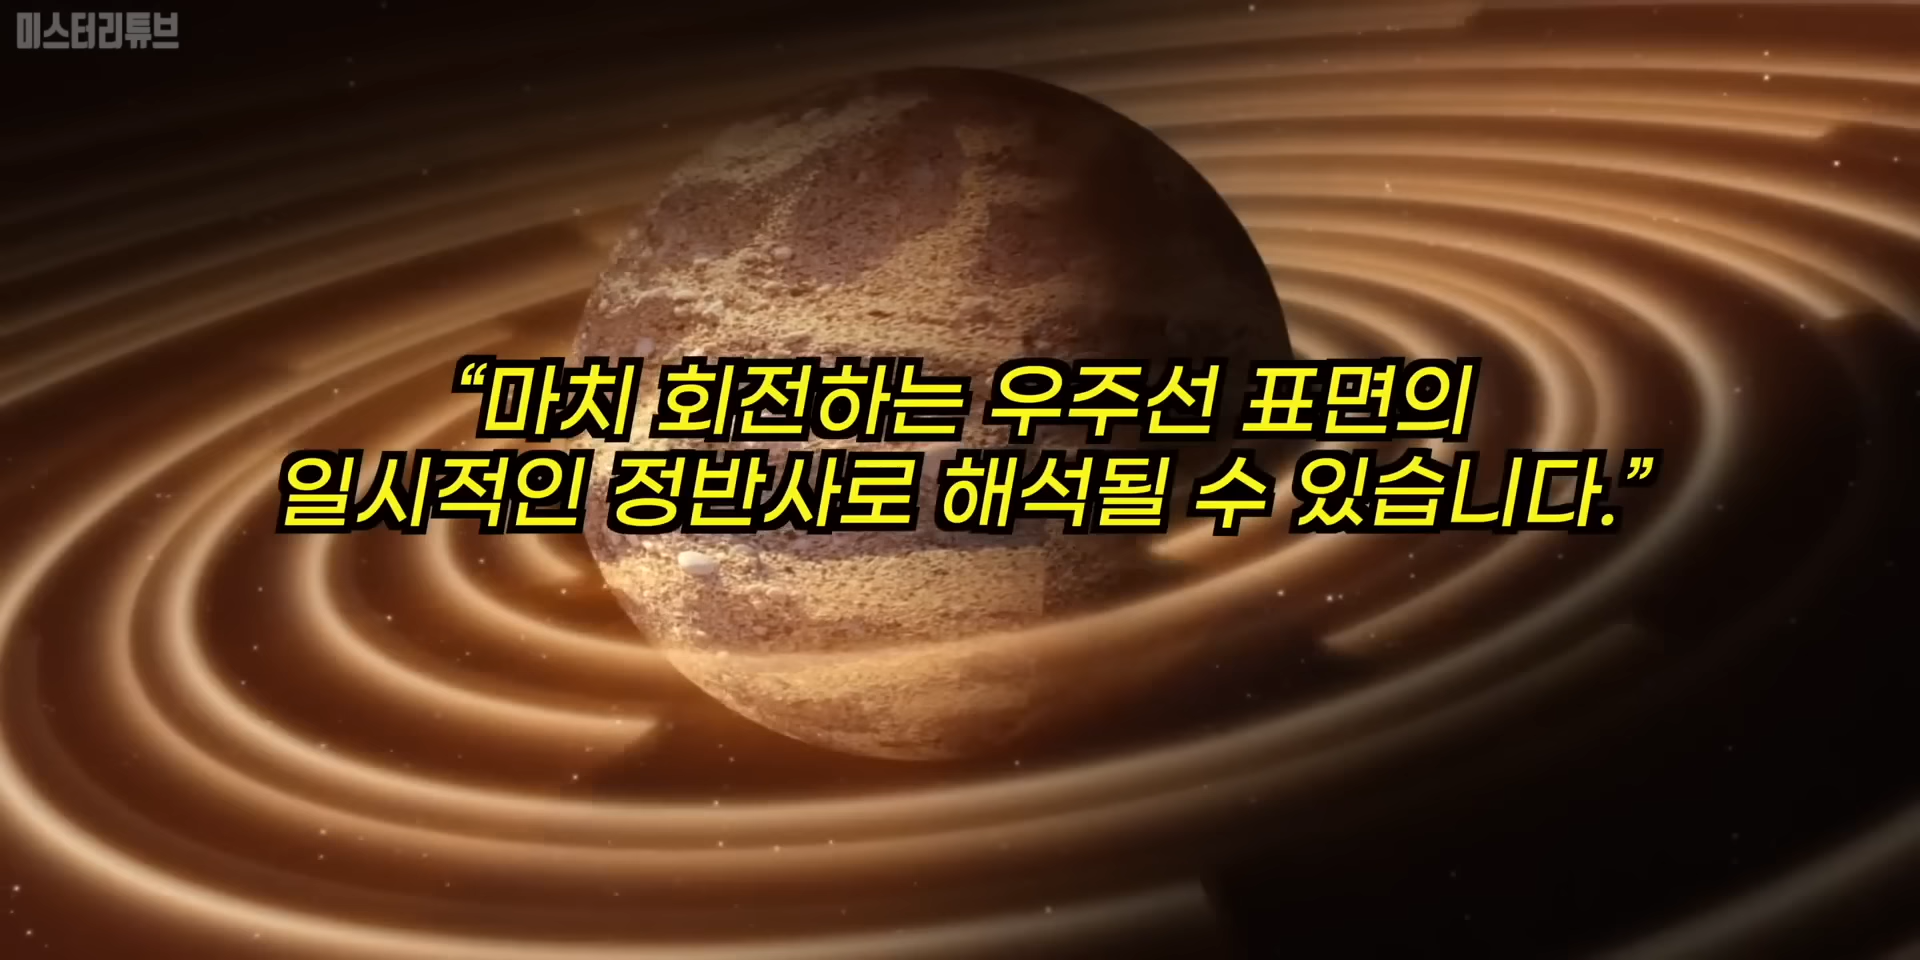 미스터리튜브
“마치 회전하는 우주선 표면의
일시적인 정반사로 해석될 수 있습니다.”